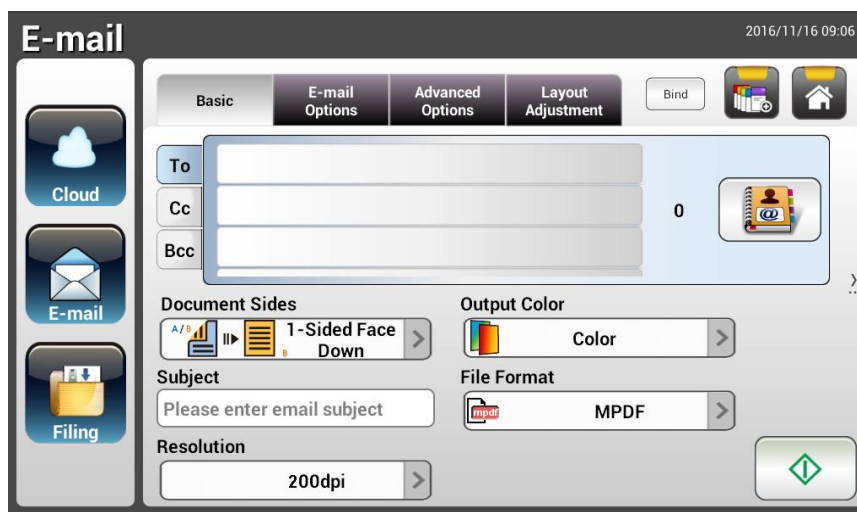 E-mail
2016/11/16 09:06
Basic
E-mail Options
Advanced Options
Layout Adjustment
Bind
Cloud
E-mail
Filing
To
Cc
Bcc
0
@
Document Sides
Output Color
A/B
B
1-Sided Face
Down
Color
Subject
File Format
Please enter email subject
mpdf
MPDF
Resolution
200dpi